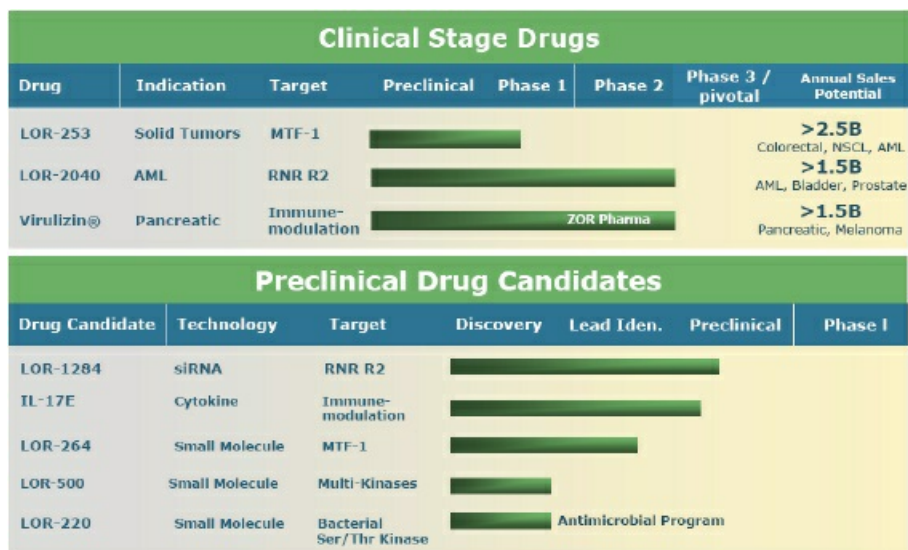 Clinical Stage Drugs
Drug Indication Target Preclinical Phase 1 Phase 2 Phase 3 / pivotal Annual Sales Potential
LOR-253 Solid Tumors MTF-1 >2.5B
Colorectal, NSCL, AML
LOR-2040 AML RNR R2 >1.5B
AML, Bladder, Prostate
Virulizin® Pancreatic Immune-modulation ZOR Pharma >1.5B
Pancreatic, Melanoma
Preclinical Drug Candidates
Drug Candidate Technology Target Discovery Lead Iden. Preclinical Phase I
LOR-1284 siRNA RNR R2
IL-17E Cytokine Immune-modulation
LOR-264 Small Molecule MTF-1
LOR-500 Small Molecule Multi-Kinases
LOR-220 Small Molecule Bacterial Ser/Thr Kinase Antimicrobial Program